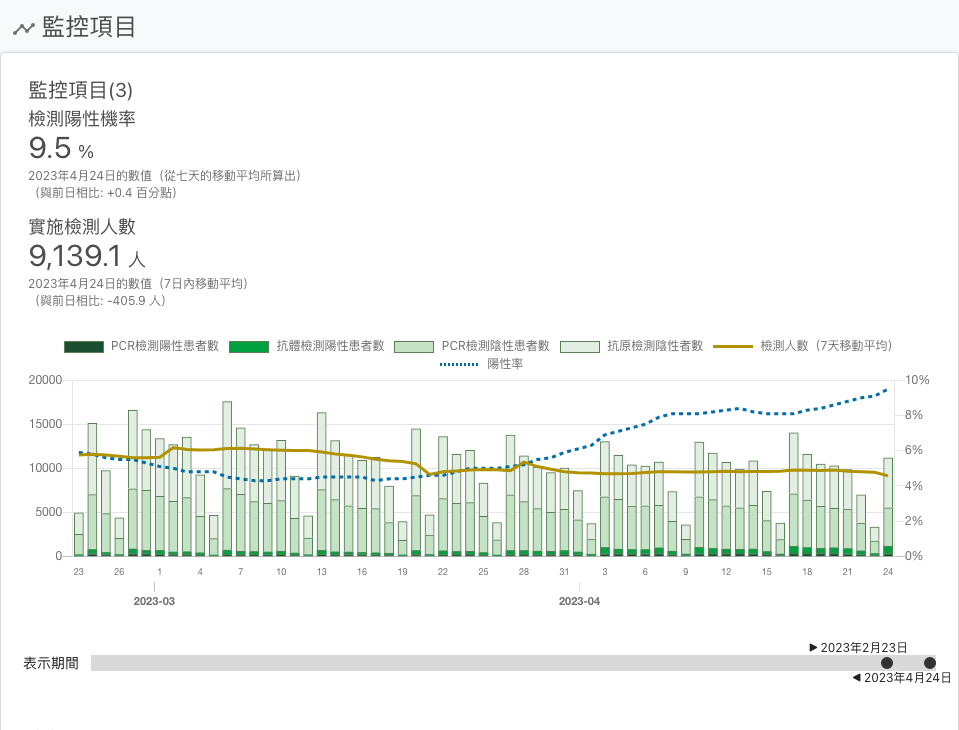 監控項目
監控項目(3)
檢測陽性機率
9.5 %
2023年4月24日的數值（從七天的移動平均所算出）
（與前日相比: +0.4 百分點）
實施檢測人數
9,139.1 人
2023年4月24日的數值（7日內移動平均）
（與前日相比: -405.9 人）
PCR檢測陽性患者數 抗體檢測陽性患者數 PCR檢測陰性患者數 抗原檢測陰性者數 檢測人數（7天移動平均）
陽性率
20000 10%
8%
15000
6%
10000
4%
5000
2%
0 0%
23 26 1 4 7 10 13 16 19 22 25 28 31 3 6 9 12 15 18 21 24
2023-03 2023-04
▶ 2023年2月23日
表示期間
◀ 2023年4月24日